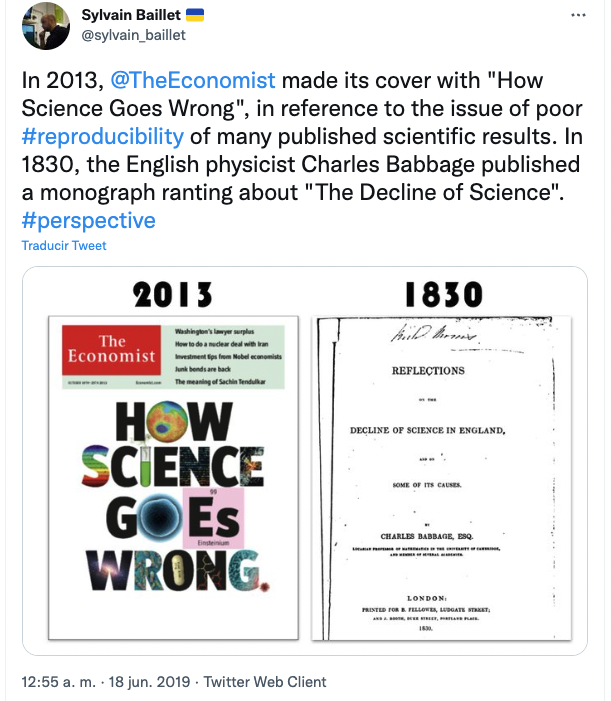 Sylvain Baillet
@sylvain_baillet
In 2013, @TheEconomist made its cover with "How
Science Goes Wrong", in reference to the issue of poor
#reproducibility of many published scientific results. In
1830, the English physicist Charles Babbage published
a monograph ranting about "The Decline of Science".
#perspective
Traducir Tweet
2013
The
Economist
Washington's lawyer surplus
How to do a nuclear deal with Iran
Investment tips from Nobel economists
Junk bonds are back
The meaning of Sachin Tendulkar
Economist.com
HOW
SCIENCE
GOEs
99
Einsteinium
WRONG.
1830
REFLECTIONS
ON THE
DECLINE OF SCIENCE IN ENGLAND,
AND ON
SOME OF ITS CAUSES.
BY
CHARLES BABBAGE, ESQ.
LUCASIAN PROFESSOR OF MATHEMATICS IN THE UNIVERSITY OF CAMBRIDGE,
AND MEMBER OF SEVERAL ACADEMIES.
LONDON:
PRINTED FOR B. FELLOWES, LUDGATE STREET;
AND J. BOOTH, DUKE STREET, PORTLAND PLACE.
1830.
12:55 a. m. · 18 jun. 2019 · Twitter Web Client